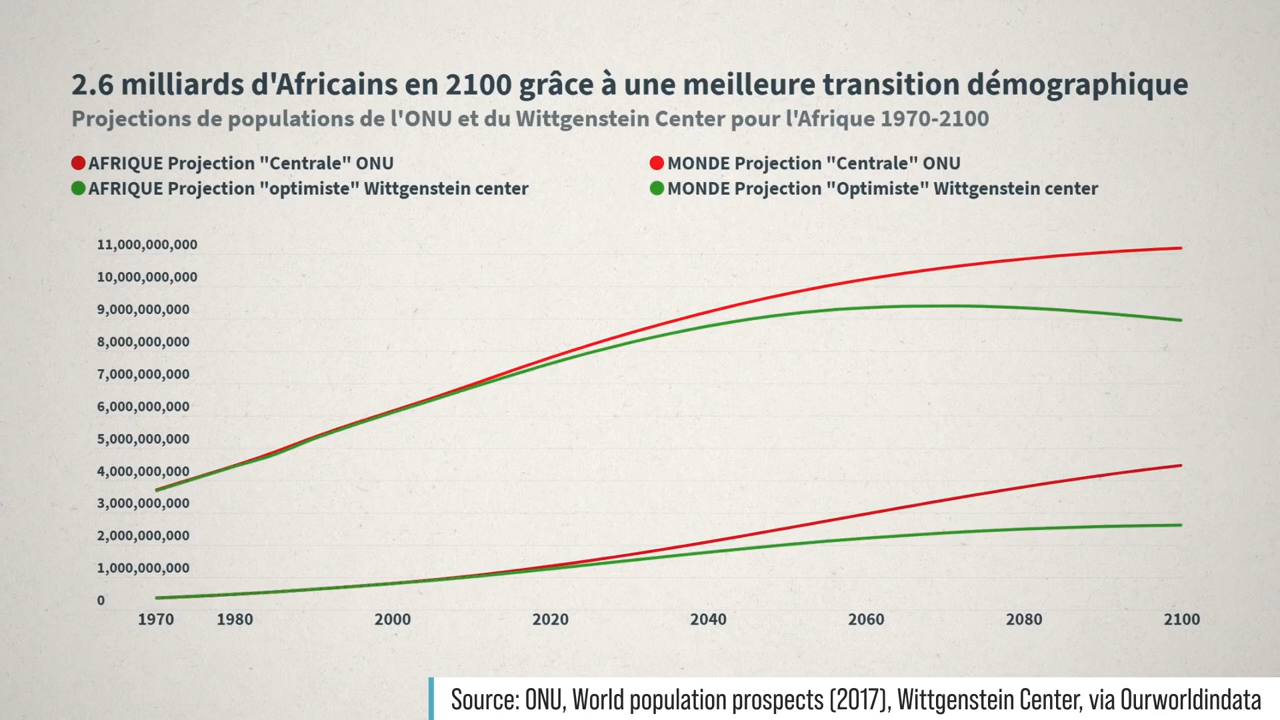 2.6 milliards d'Africains en 2100 grâce à une meilleure transition démographique
Projections de populations de l'ONU et du Wittgenstein Center pour l'Afrique 1970-2100
AFRIQUE Projection "Centrale" ONU
MONDE Projection "Centrale" ONU
AFRIQUE Projection "optimiste" Wittgenstein center
MONDE Projection "Optimiste" Wittgenstein center
11,000,000,000
10,000,000,000
9,000,000,000
8,000,000,000
7,000,000,000
6,000,000,000
5,000,000,000
4,000,000,000
3,000,000,000
2,000,000,000
1,000,000,000
0
1970 1980 2000 2020 2040 2060 2080 2100
Source: ONU, World population prospects (2017), Wittgenstein Center, via Ourworldindata